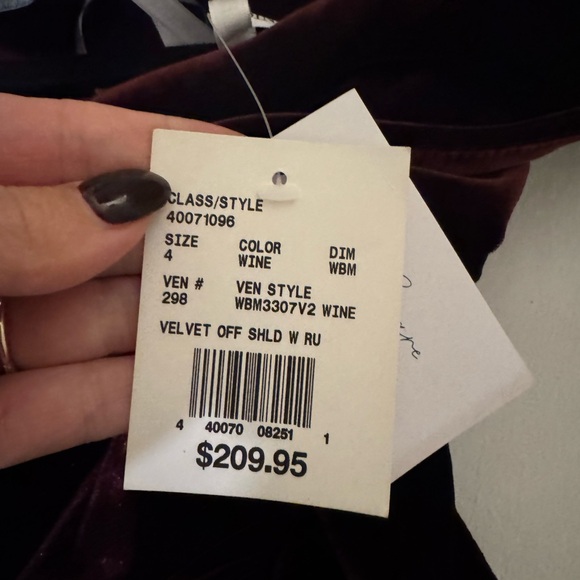 CLASS/STYLE
40071096
SIZE COLOR DIM
4 WINE WBM
VEN # VEN STYLE
298 WBM3307V2 WINE
VELVET OFF SHLD W RU
4 40070 08251 1
$209.95